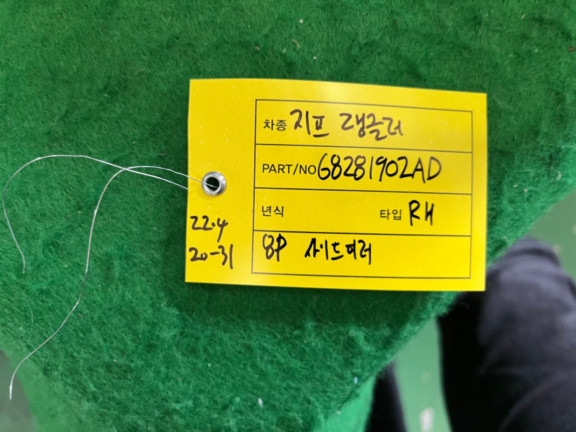 차종 지프 랭글러
PART/NO 68281902AD
년식 타입 RH
8P 사이드미러
22.4
20-31